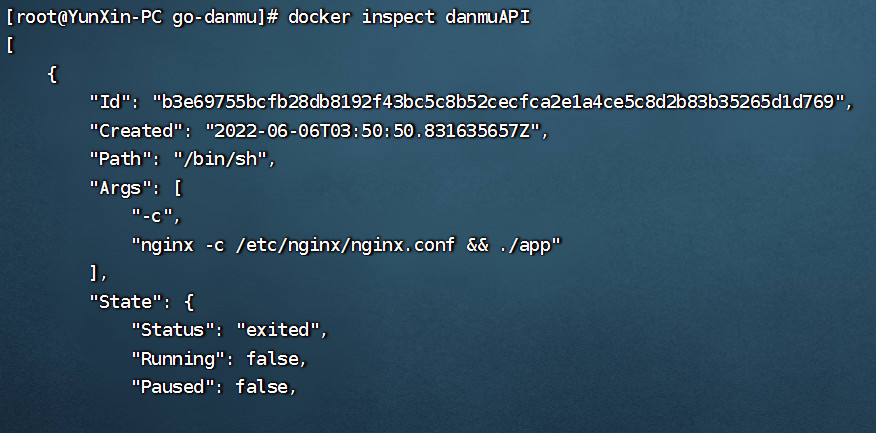 [root@YunXin-PC go-danmu]# docker inspect danmuAPI
[
    {
        "Id": "b3e69755bcfb28db8192f43bc5c8b52cecfca2e1a4ce5c8d2b83b35265d1d769",
        "Created": "2022-06-06T03:50:50.831635657Z",
        "Path": "/bin/sh",
        "Args": [
            "-c",
            "nginx -c /etc/nginx/nginx.conf && ./app"
        ],
        "State": {
            "Status": "exited",
            "Running": false,
            "Paused": false,